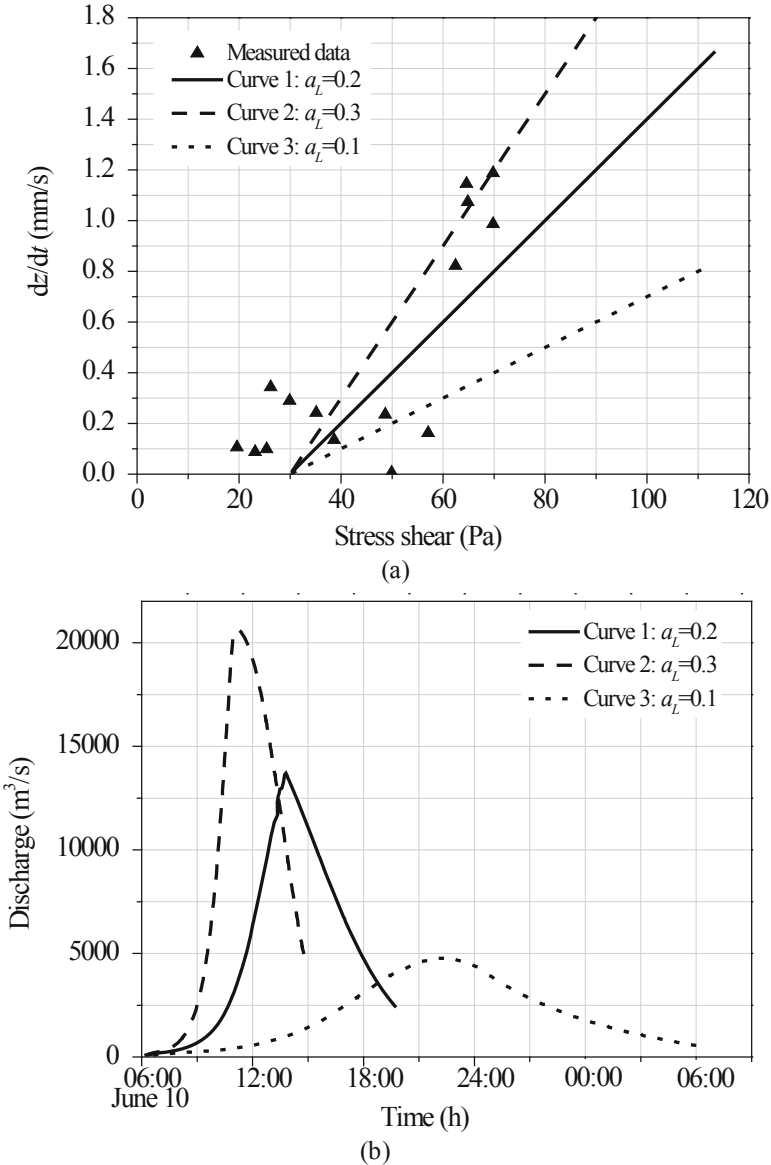 1.8
1.6
1.4
1.2
1.0
0.8
0.6
0.4
0.2
0.0
dz/dt (mm/s)
Measured data
Curve 1: a_L=0.2
Curve 2: a_L=0.3
Curve 3: a_L=0.1
0 20 40 60 80 100 120
Stress shear (Pa)
(a)
20000
15000
10000
5000
0
Discharge (m³/s)
Curve 1: a_L=0.2
Curve 2: a_L=0.3
Curve 3: a_L=0.1
06:00 12:00 18:00 24:00 00:00 06:00
June 10
Time (h)
(b)